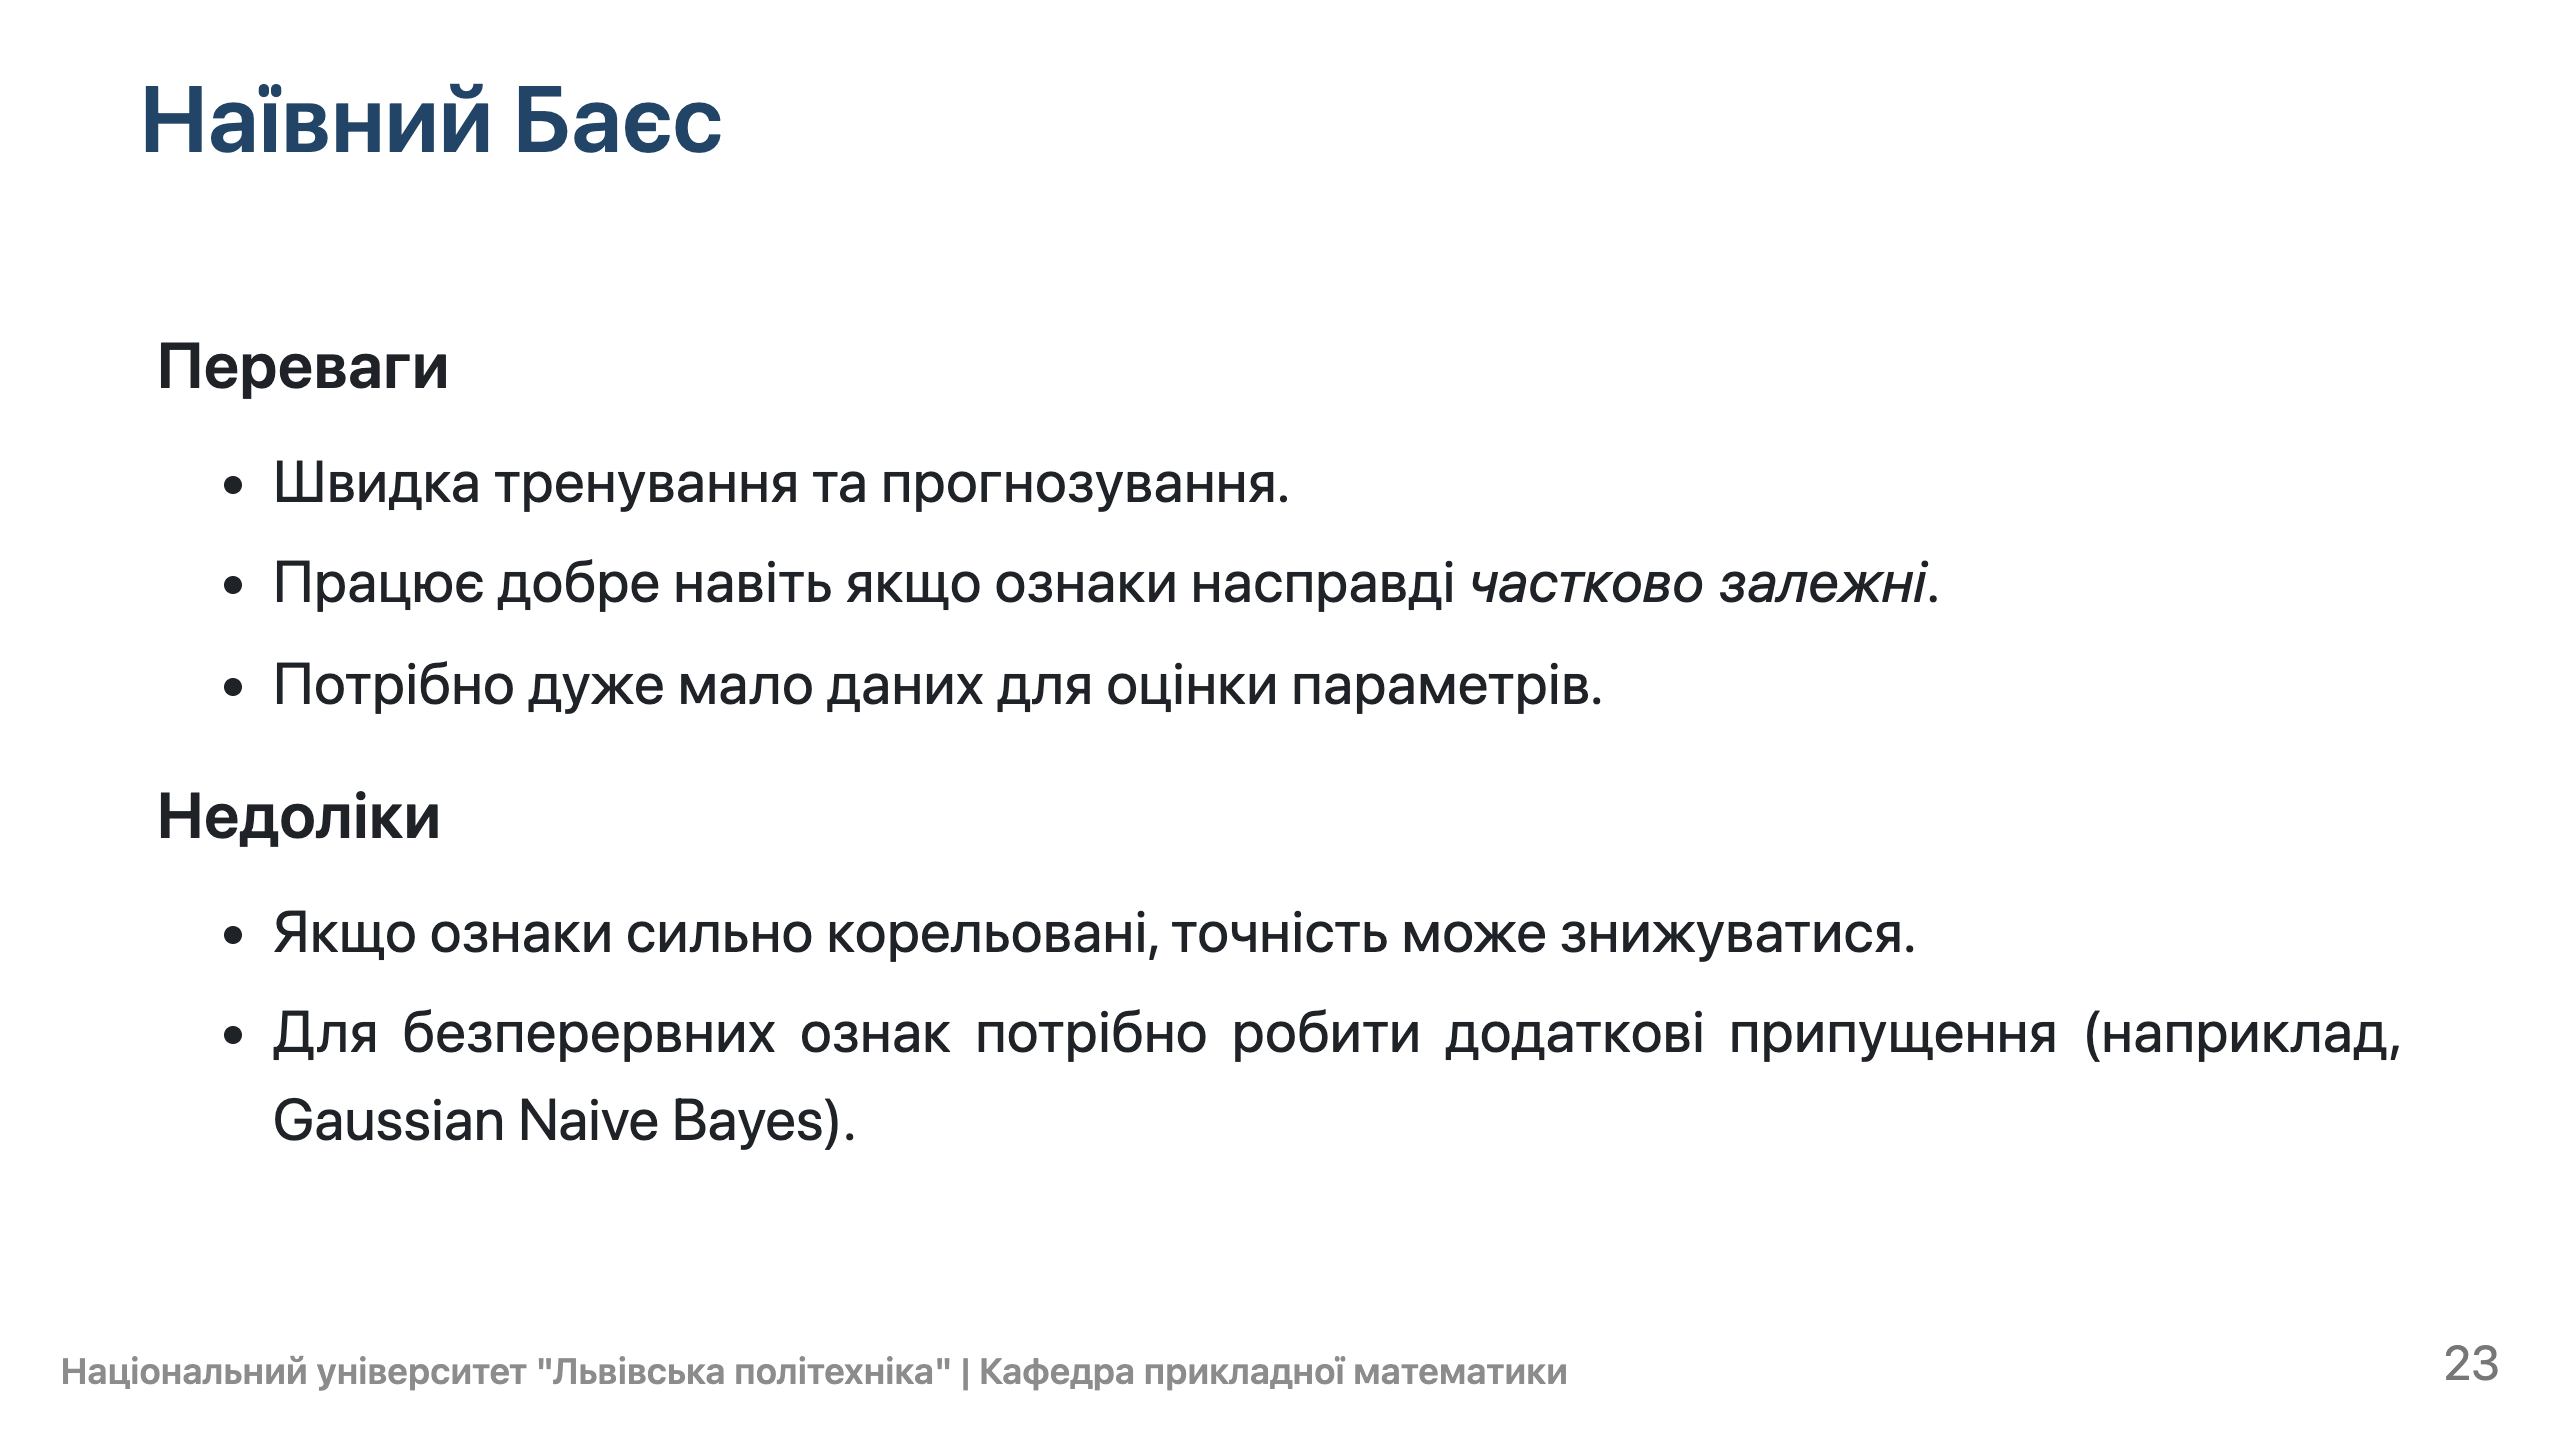 Наївний Баєс
Переваги
• Швидка тренування та прогнозування.
• Працює добре навіть якщо ознаки насправді частково залежні.
• Потрібно дуже мало даних для оцінки параметрів.
Недоліки
• Якщо ознаки сильно корельовані, точність може знижуватися.
• Для безперервних ознак потрібно робити додаткові припущення (наприклад,
Gaussian Naive Bayes).
Національний університет "Львівська політехніка" | Кафедра прикладної математики
23